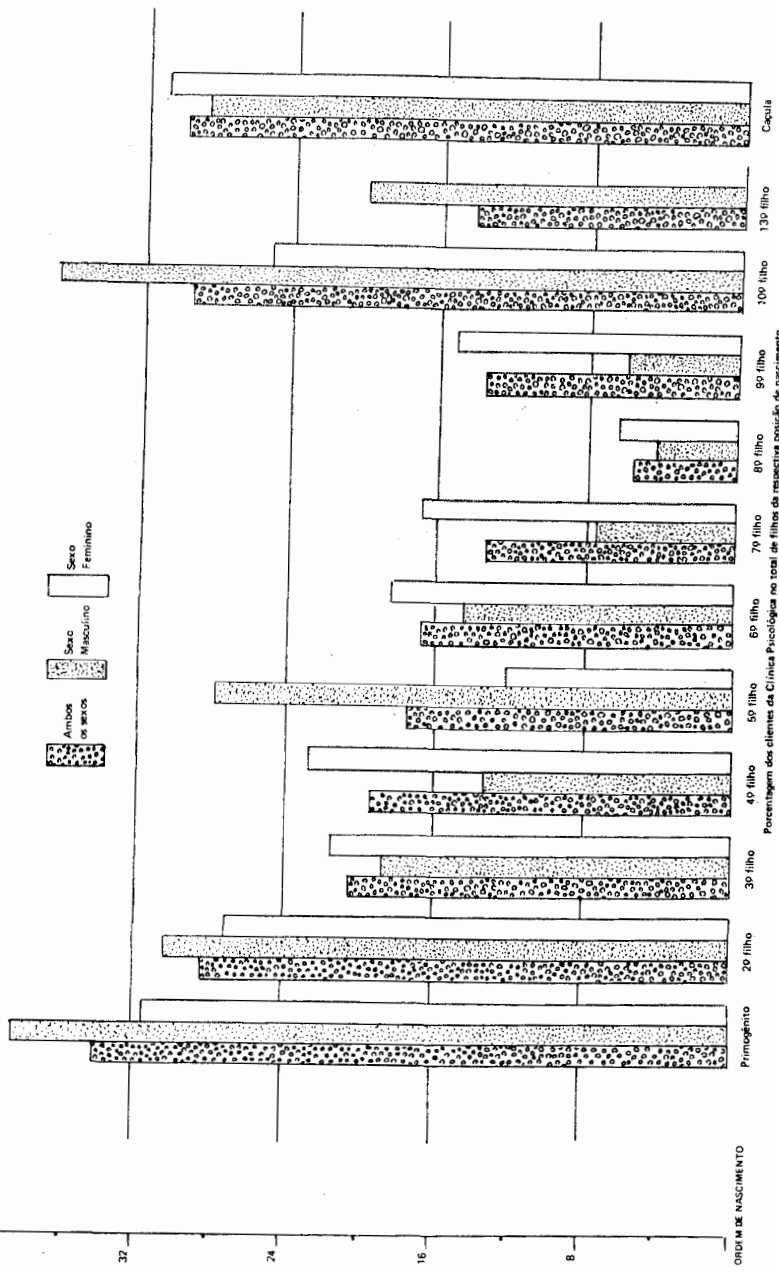 Ambos
os sexos
Sexo
Masculino
Sexo
Feminino
32
24
16
8
ORDEM DE NASCIMENTO
Primogênito
2º filho
3º filho
4º filho
5º filho
6º filho
7º filho
8º filho
9º filho
10º filho
13º filho
Caçula
Porcentagem dos clientes da Clínica Psicológica no total de filhos da respectiva posição de nascimento